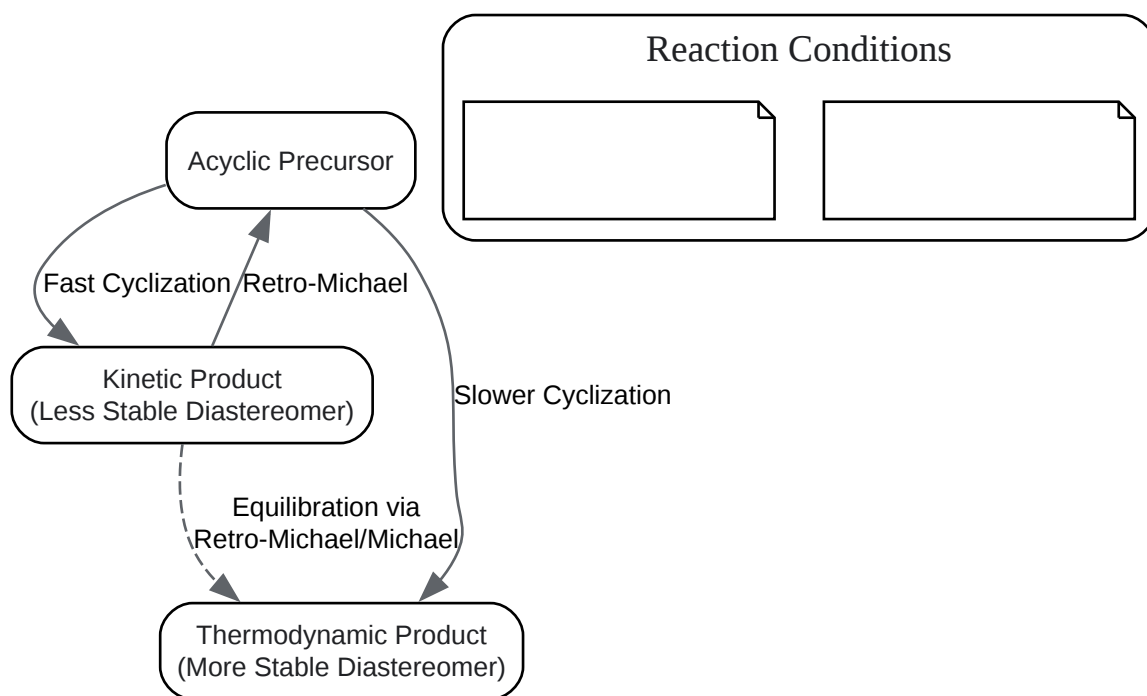 Reaction Conditions
Acyclic Precursor
Fast Cyclization
Retro-Michael
Kinetic Product
(Less Stable Diastereomer)
Slower Cyclization
Equilibration via
Retro-Michael/Michael
Thermodynamic Product
(More Stable Diastereomer)